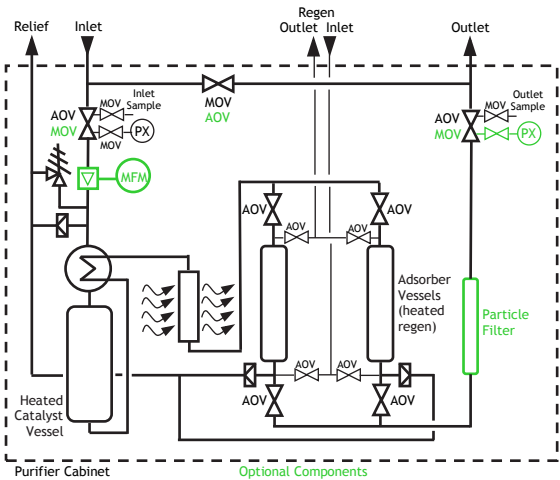 Relief
Inlet
Regen
Outlet Inlet
Outlet
MOV
Inlet
Sample
AOV
MOV
PX
MOV
MOV
AOV
MOV
Outlet
Sample
AOV
MOV
PX
MFM
AOV
AOV
AOV
AOV
Adsorber
Vessels
(heated
regen)
Particle
Filter
AOV
AOV
AOV
AOV
Heated
Catalyst
Vessel
Purifier Cabinet
Optional Components